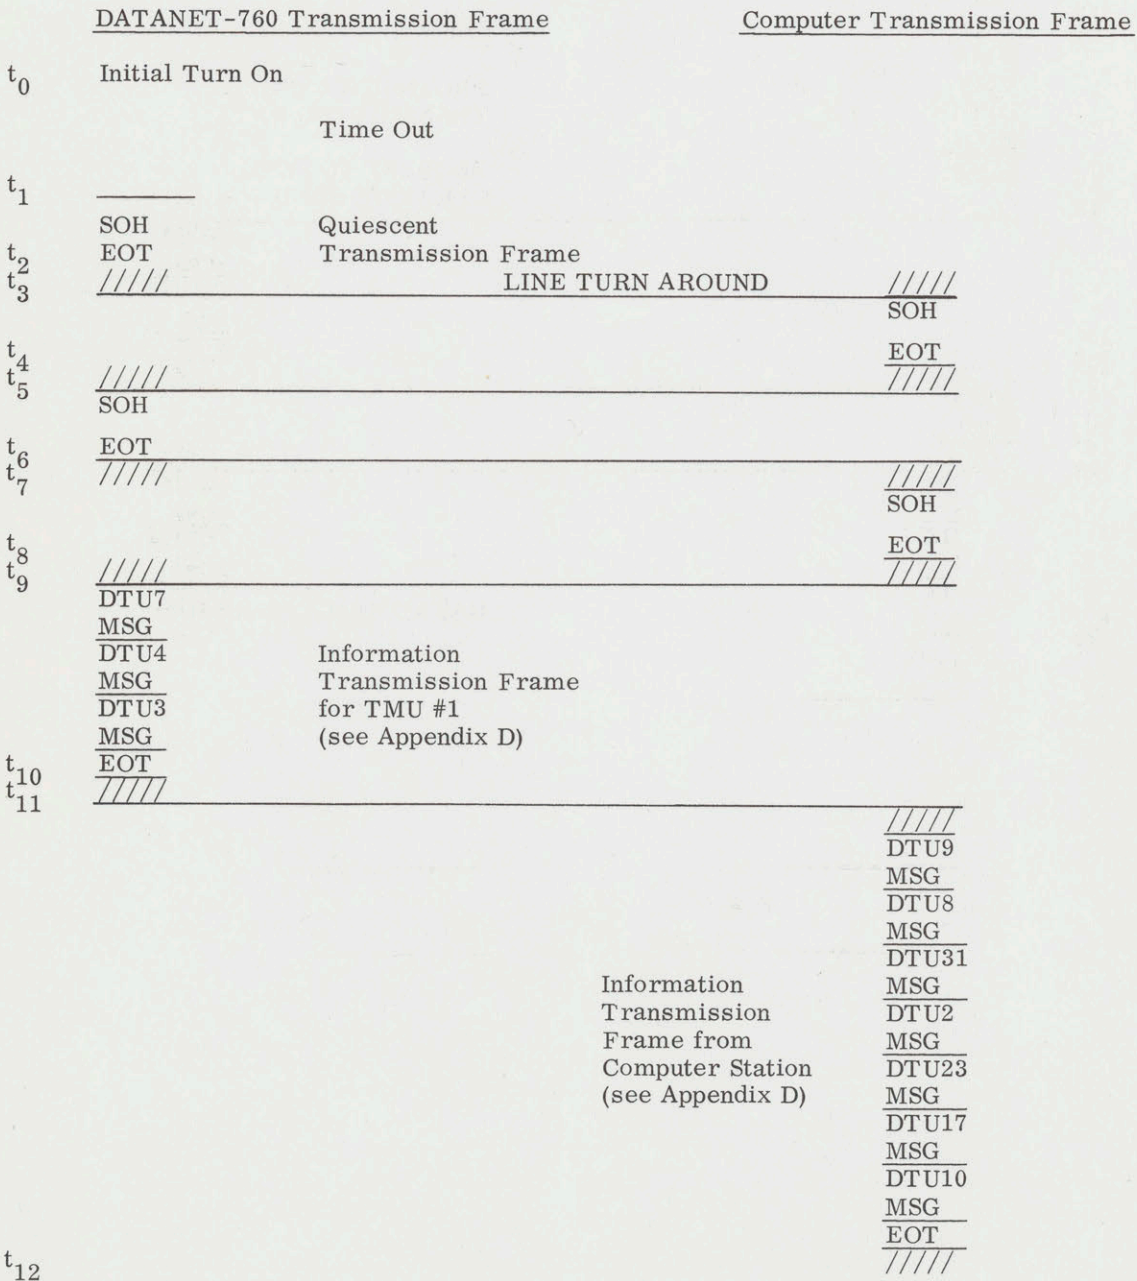 DATANET-760 Transmission Frame Computer Transmission Frame
t0 Initial Turn On
Time Out
t1
SOH Quiescent
t2 EOT Transmission Frame
t3 ///// LINE TURN AROUND /////
SOH
t4 EOT
t5 ///// /////
SOH
t6 EOT
t7 ///// /////
SOH
t8 EOT
t9 ///// /////
DTU7
MSG
DTU4 Information
MSG Transmission Frame
DTU3 for TMU #1
MSG (see Appendix D)
t10 EOT
t11 /////
/////
DTU9
MSG
DTU8
MSG
DTU31
Information MSG
Transmission DTU2
Frame from MSG
Computer Station DTU23
(see Appendix D) MSG
DTU17
MSG
DTU10
MSG
EOT
t12 /////